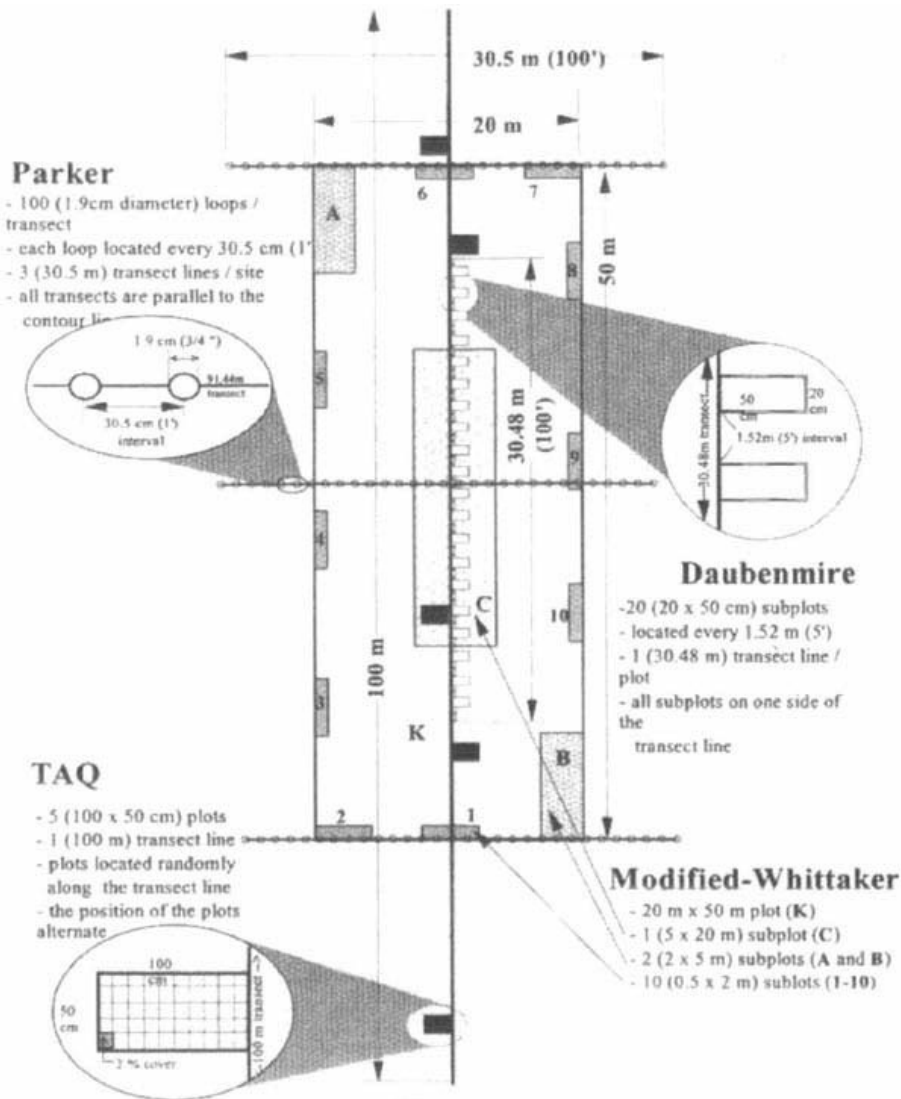 30.5 m (100')
20 m
Parker
- 100 (1.9cm diameter) loops /
transect
- each loop located every 30.5 cm (1'
- 3 (30.5 m) transect lines / site
- all transects are parallel to the
contour
1.9 cm (3/4 ")
91.44m
transect
30.5 cm (1')
interval
6
7
A
8
50 m
5
30.48 m
(100')
9
4
10
C
3
100 m
K
B
2
1
50
cm
20
cm
1.52m (5') interval
30.48m transect
Daubenmire
-20 (20 x 50 cm) subplots
- located every 1.52 m (5')
- 1 (30.48 m) transect line /
plot
- all subplots on one side of
the
transect line
TAQ
- 5 (100 x 50 cm) plots
- 1 (100 m) transect line
- plots located randomly
along the transect line
- the position of the plots
alternate
100
cm
50
cm
100 m transect
2 % cover
Modified-Whittaker
- 20 m x 50 m plot (K)
- 1 (5 x 20 m) subplot (C)
- 2 (2 x 5 m) subplots (A and B)
- 10 (0.5 x 2 m) sublots (1-10)